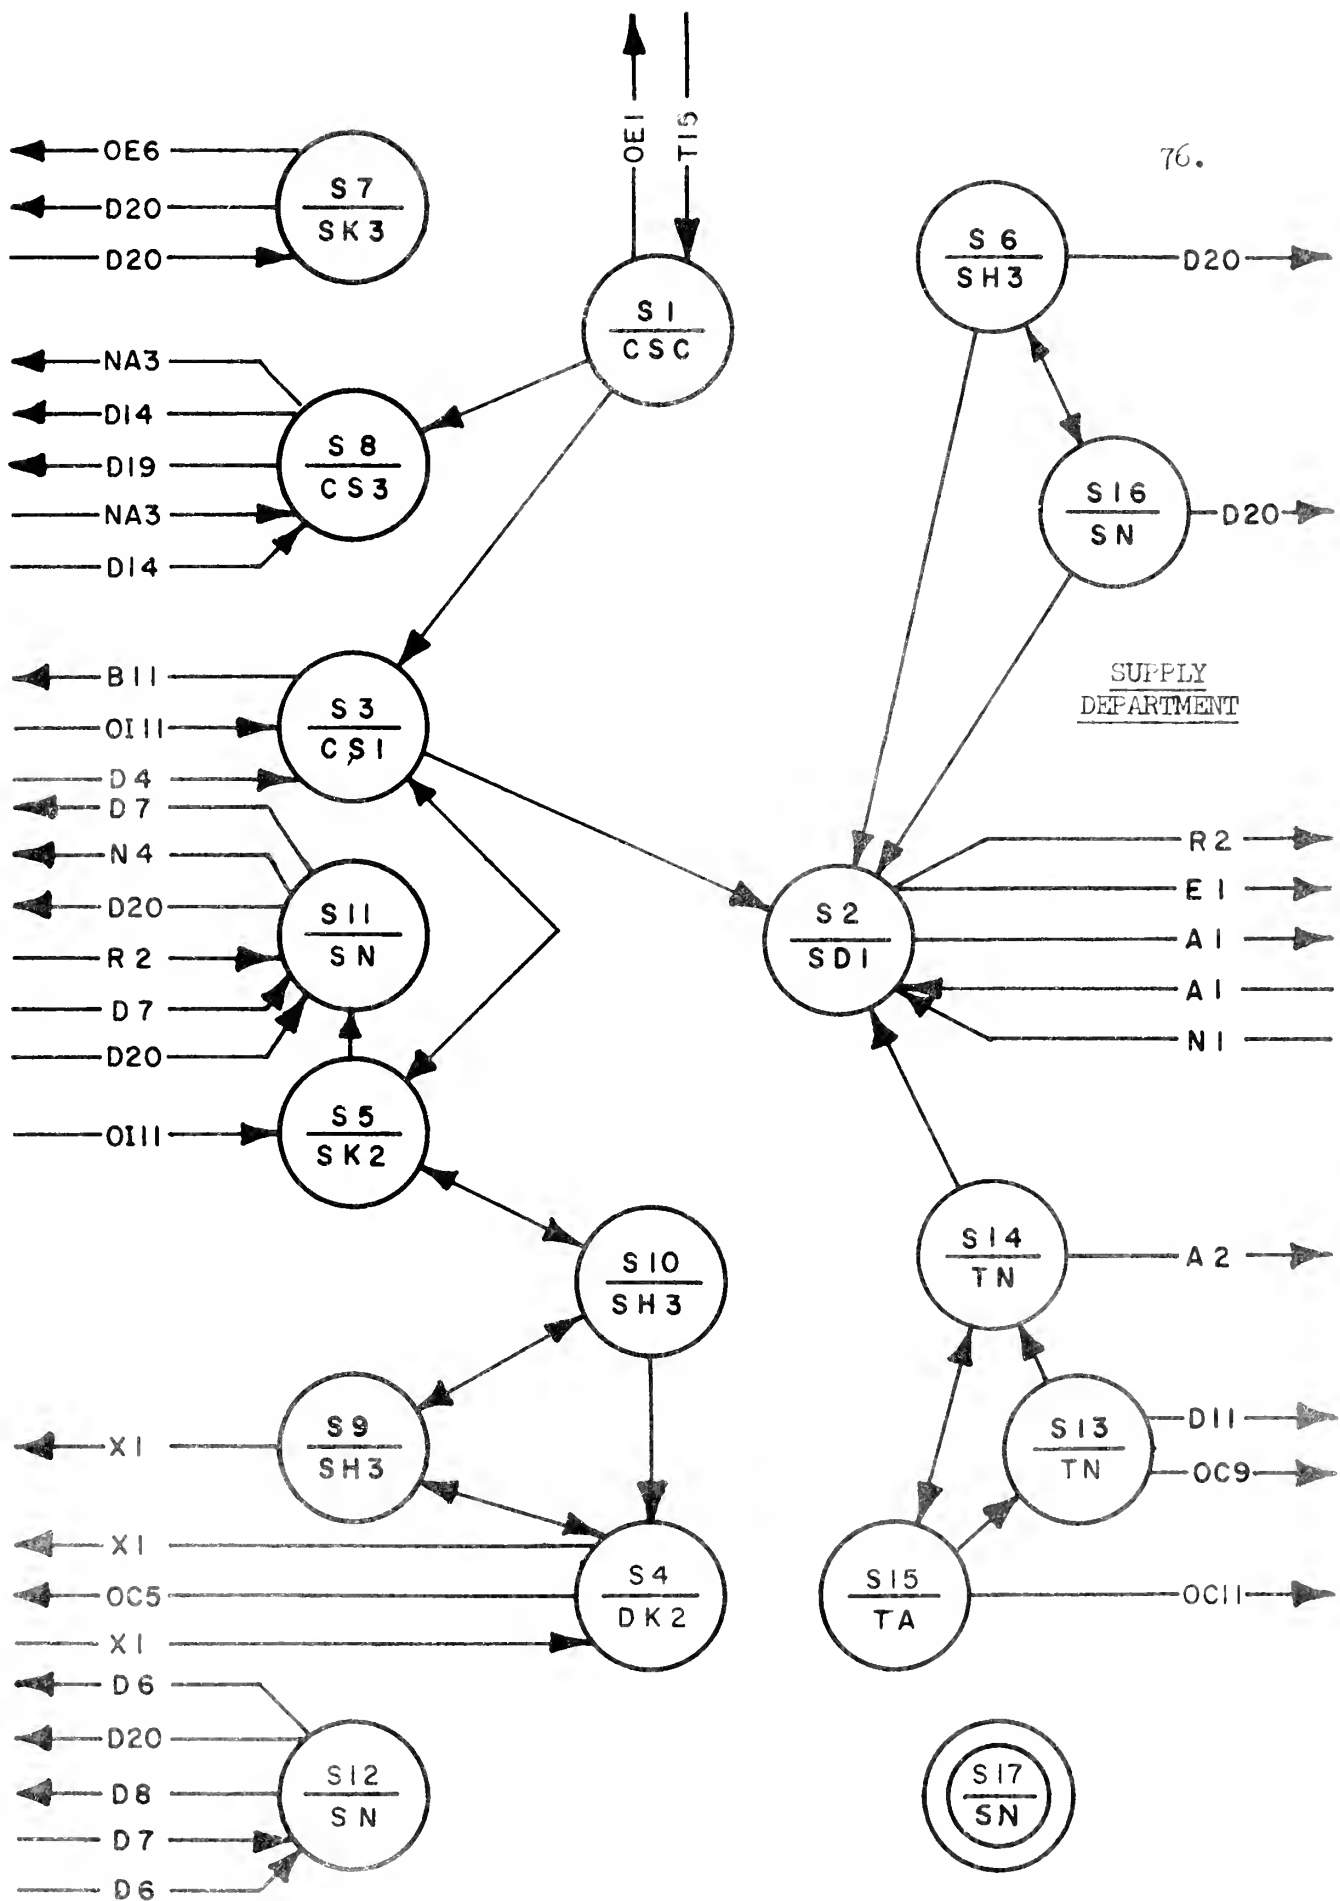 76.
OE1
T15
OE6
D20
D20
S7
SK3
S1
CSC
S6
SH3
D20
NA3
D14
D19
NA3
D14
S8
CS3
S16
SN
D20
SUPPLY
DEPARTMENT
B11
OI11
D4
S3
CS1
D7
N4
D20
R2
D7
D20
S11
SN
S2
SD1
R2
E1
A1
A1
N1
OI11
S5
SK2
S10
SH3
S14
TN
A2
X1
S9
SH3
S13
TN
D11
OC9
X1
OC5
X1
S4
DK2
S15
TA
OC11
D6
D20
D8
D7
D6
S12
SN
S17
SN